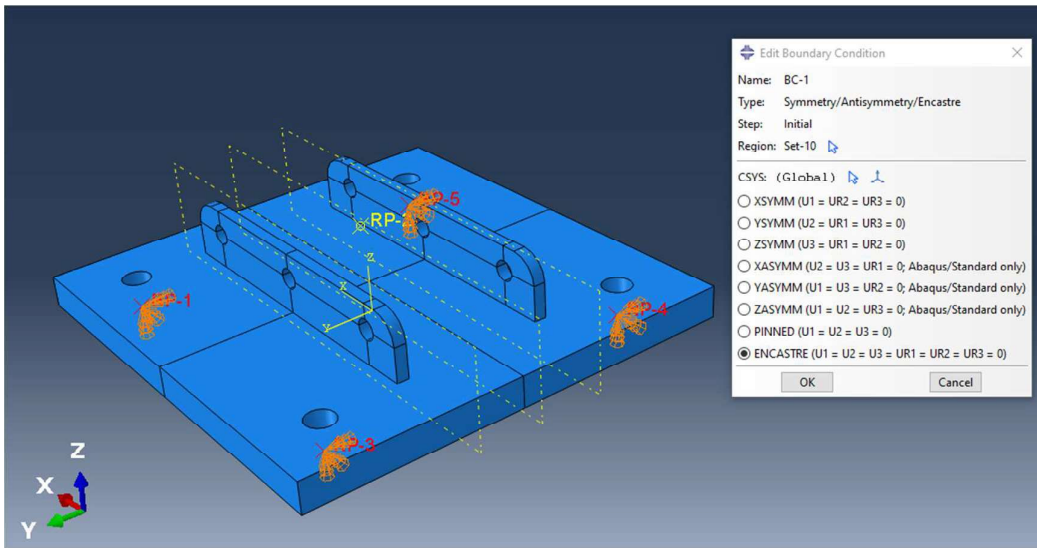 Edit Boundary Condition
Name: BC-1
Type: Symmetry/Antisymmetry/Encastre
Step: Initial
Region: Set-10
CSYS: (Global)
XSYMM (U1 = UR2 = UR3 = 0)
YSYMM (U2 = UR1 = UR3 = 0)
ZSYMM (U3 = UR1 = UR2 = 0)
XASYMM (U2 = U3 = UR1 = 0; Abaqus/Standard only)
YASYMM (U1 = U3 = UR2 = 0; Abaqus/Standard only)
ZASYMM (U1 = U2 = UR3 = 0; Abaqus/Standard only)
PINNED (U1 = U2 = U3 = 0)
ENCASTRE (U1 = U2 = U3 = UR1 = UR2 = UR3 = 0)
OK Cancel
P-5
RP-
Z
X
Y
-1
P-4
P-3
Z
X
Y